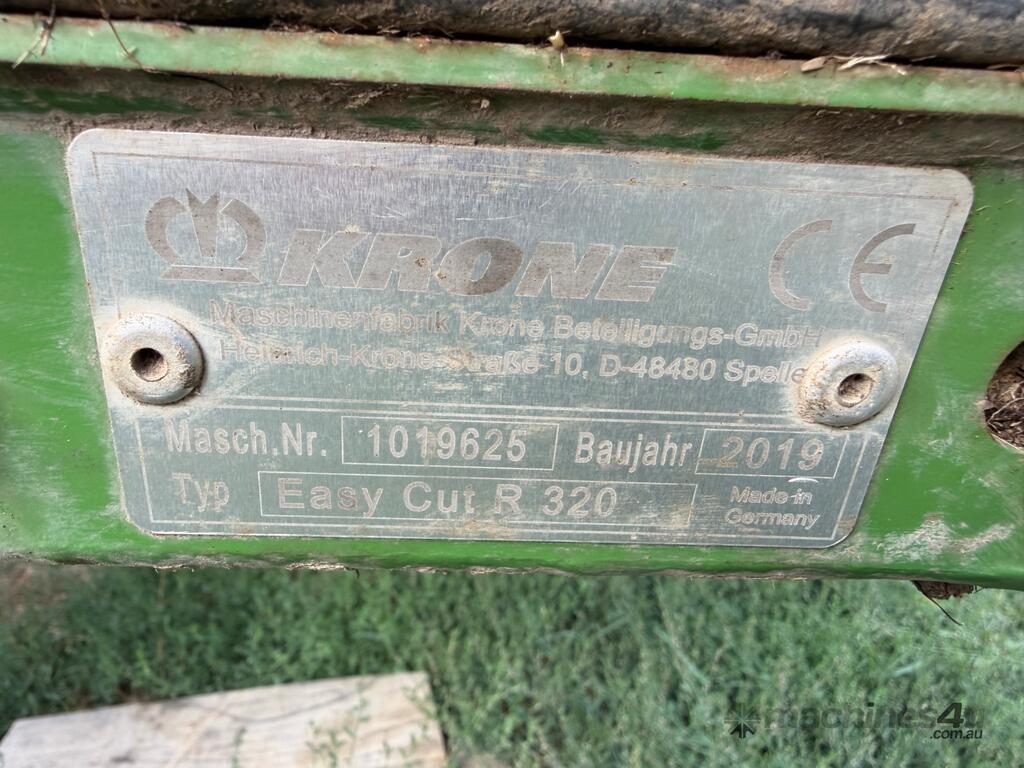 KRONE
CE
Maschinenfabrik Krone Beteiligungs-GmbH
Heinrich-Krone-Straße 10, D-48480 Spelle
Masch.Nr. 1019625 Baujahr 2019
Typ Easy Cut R 320 Made in
Germany
machines4u
.com.au